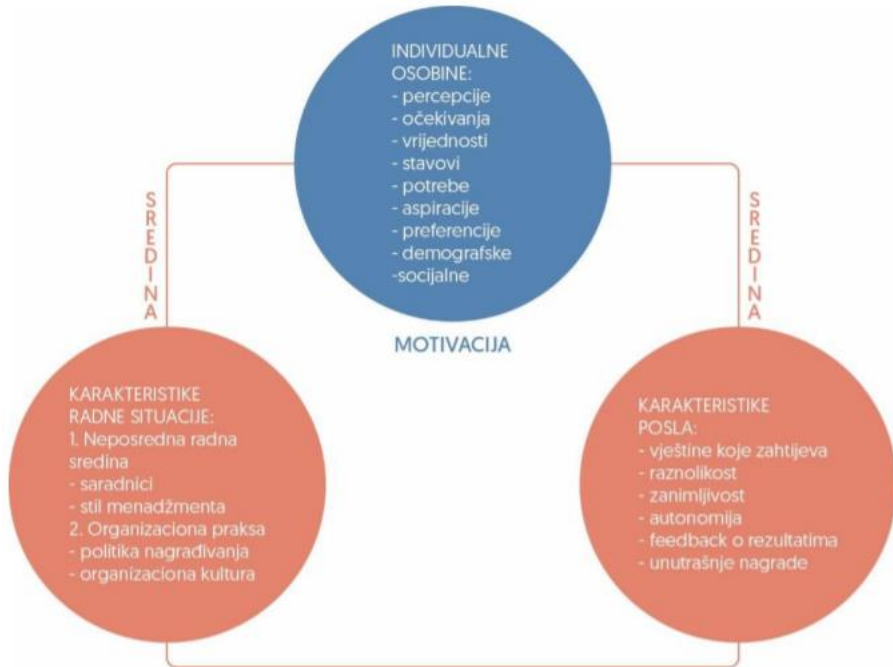 INDIVIDUALNE
OSOBINE:
- percepcije
- očekivanja
- vrijednosti
- stavovi
- potrebe
- aspiracije
- preferencije
- demografske
-socijalne
SREDINA
SREDINA
MOTIVACIJA
KARAKTERISTIKE
RADNE SITUACIJE:
1. Neposredna radna
sredina
- saradnici
- stil menadžmenta
2. Organizaciona praksa
- politika nagrađivanja
- organizaciona kultura
KARAKTERISTIKE
POSLA:
- vještine koje zahtijeva
- raznolikost
- zanimljivost
- autonomija
- feedback o rezultatima
- unutrašnje nagrade